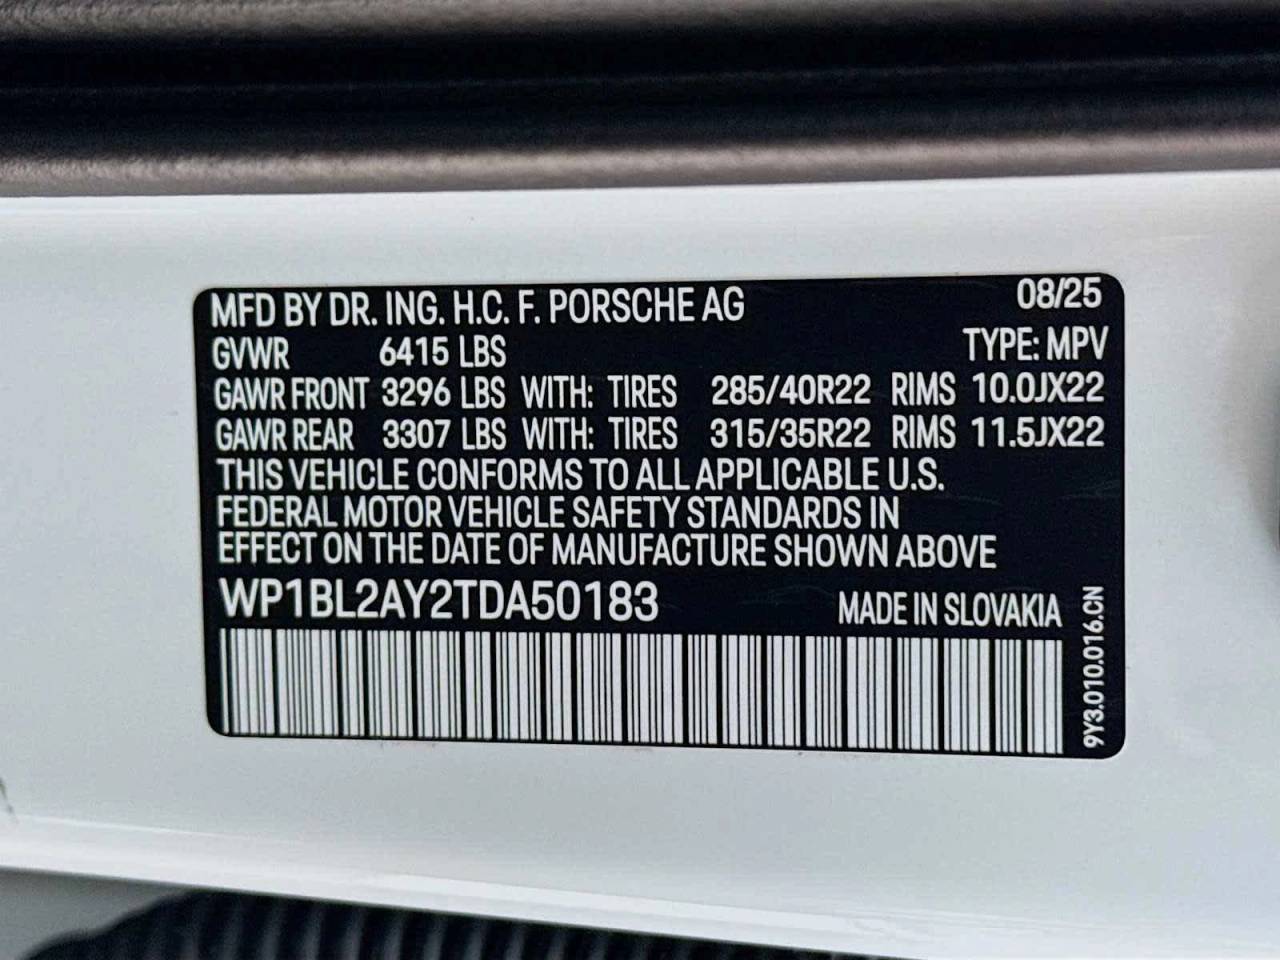 MFD BY DR. ING. H.C. F. PORSCHE AG 08/25
GVWR 6415 LBS TYPE: MPV
GAWR FRONT 3296 LBS WITH: TIRES 285/40R22 RIMS 10.0JX22
GAWR REAR 3307 LBS WITH: TIRES 315/35R22 RIMS 11.5JX22
THIS VEHICLE CONFORMS TO ALL APPLICABLE U.S.
FEDERAL MOTOR VEHICLE SAFETY STANDARDS IN
EFFECT ON THE DATE OF MANUFACTURE SHOWN ABOVE
WP1BL2AY2TDA50183 MADE IN SLOVAKIA
9Y3.010.016.CN